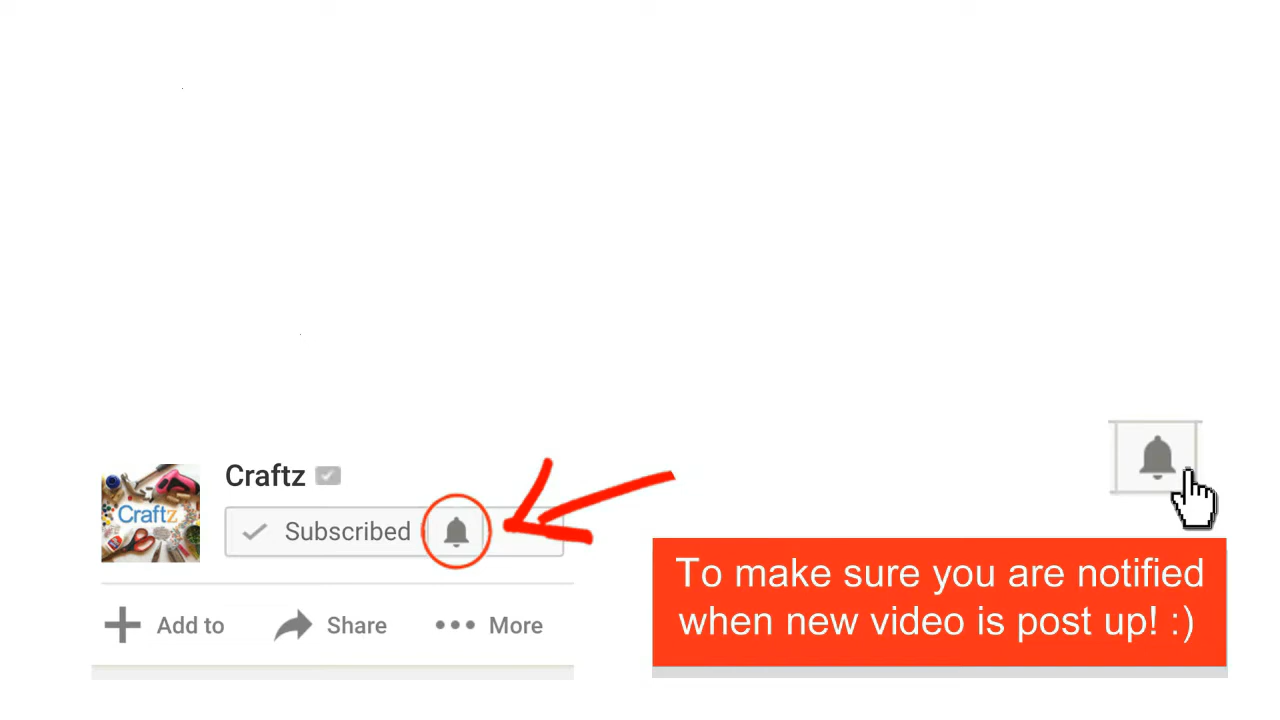 Craftz
Craftz
Subscribed
Add to
Share
More
To make sure you are notified
when new video is post up! :)